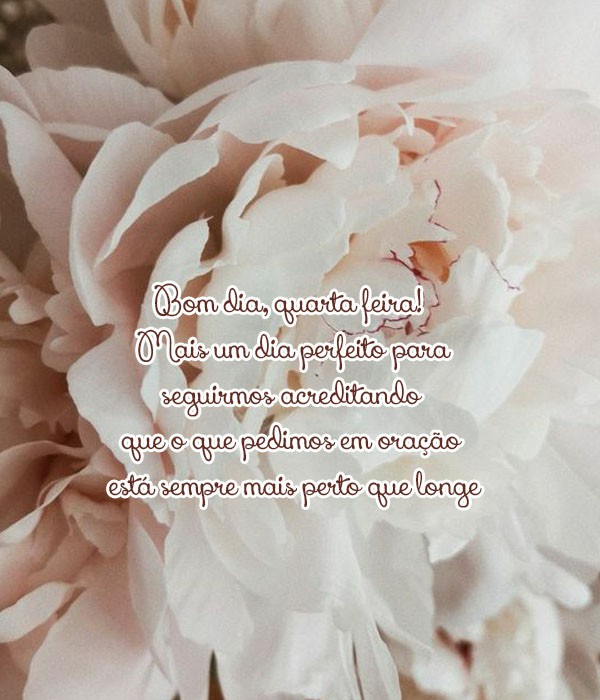 Bom dia, quarta feira!
Mais um dia perfeito para
seguirmos acreditando
que o que pedimos em oração
está sempre mais perto que longe